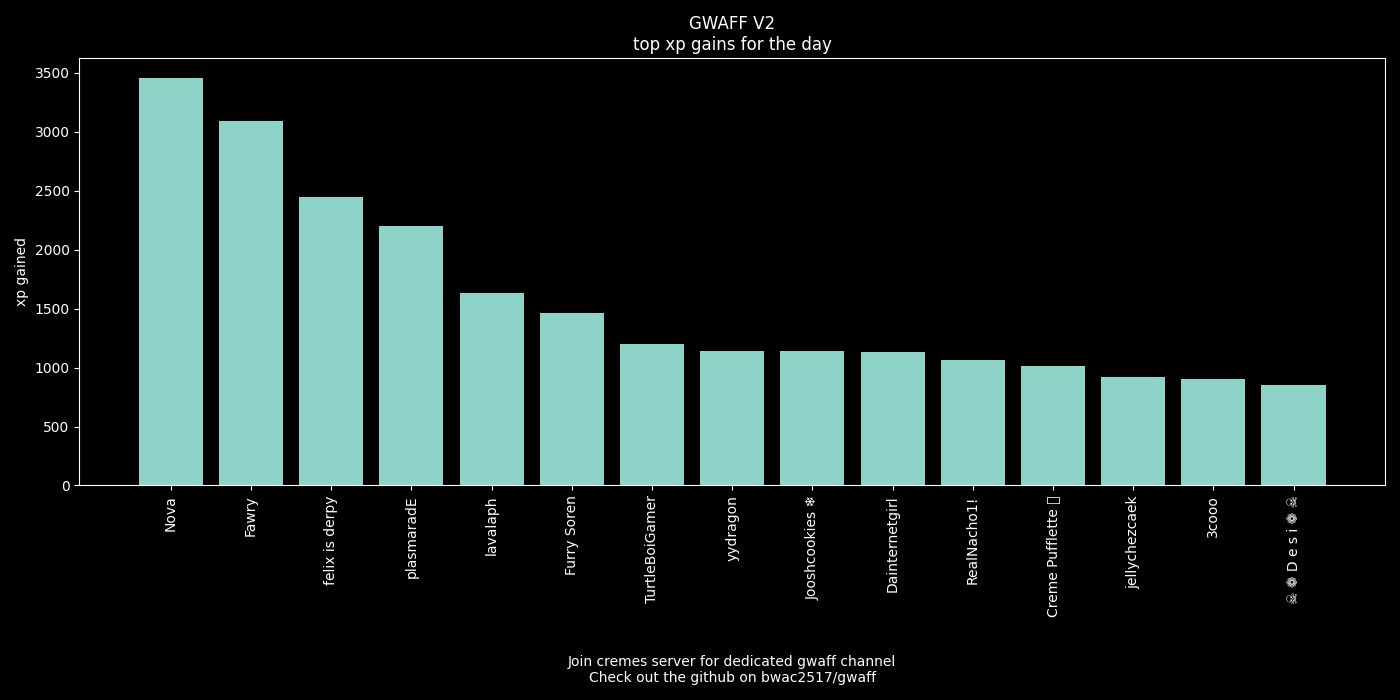 GWAFF V2
top xp gains for the day
xp gained
3500
3000
2500
2000
1500
1000
500
0
Nova
Fawry
felix is derpy
plasmaradE
lavalaph
Furry Soren
TurtleBoiGamer
yydragon
Jooshcookies ❄
Dainternetgirl
RealNacho1!
Creme Pufflette
jellychezcaek
3cooo
☠ ❁ D e s i ❁ ☠
Join cremes server for dedicated gwaff channel
Check out the github on bwac2517/gwaff